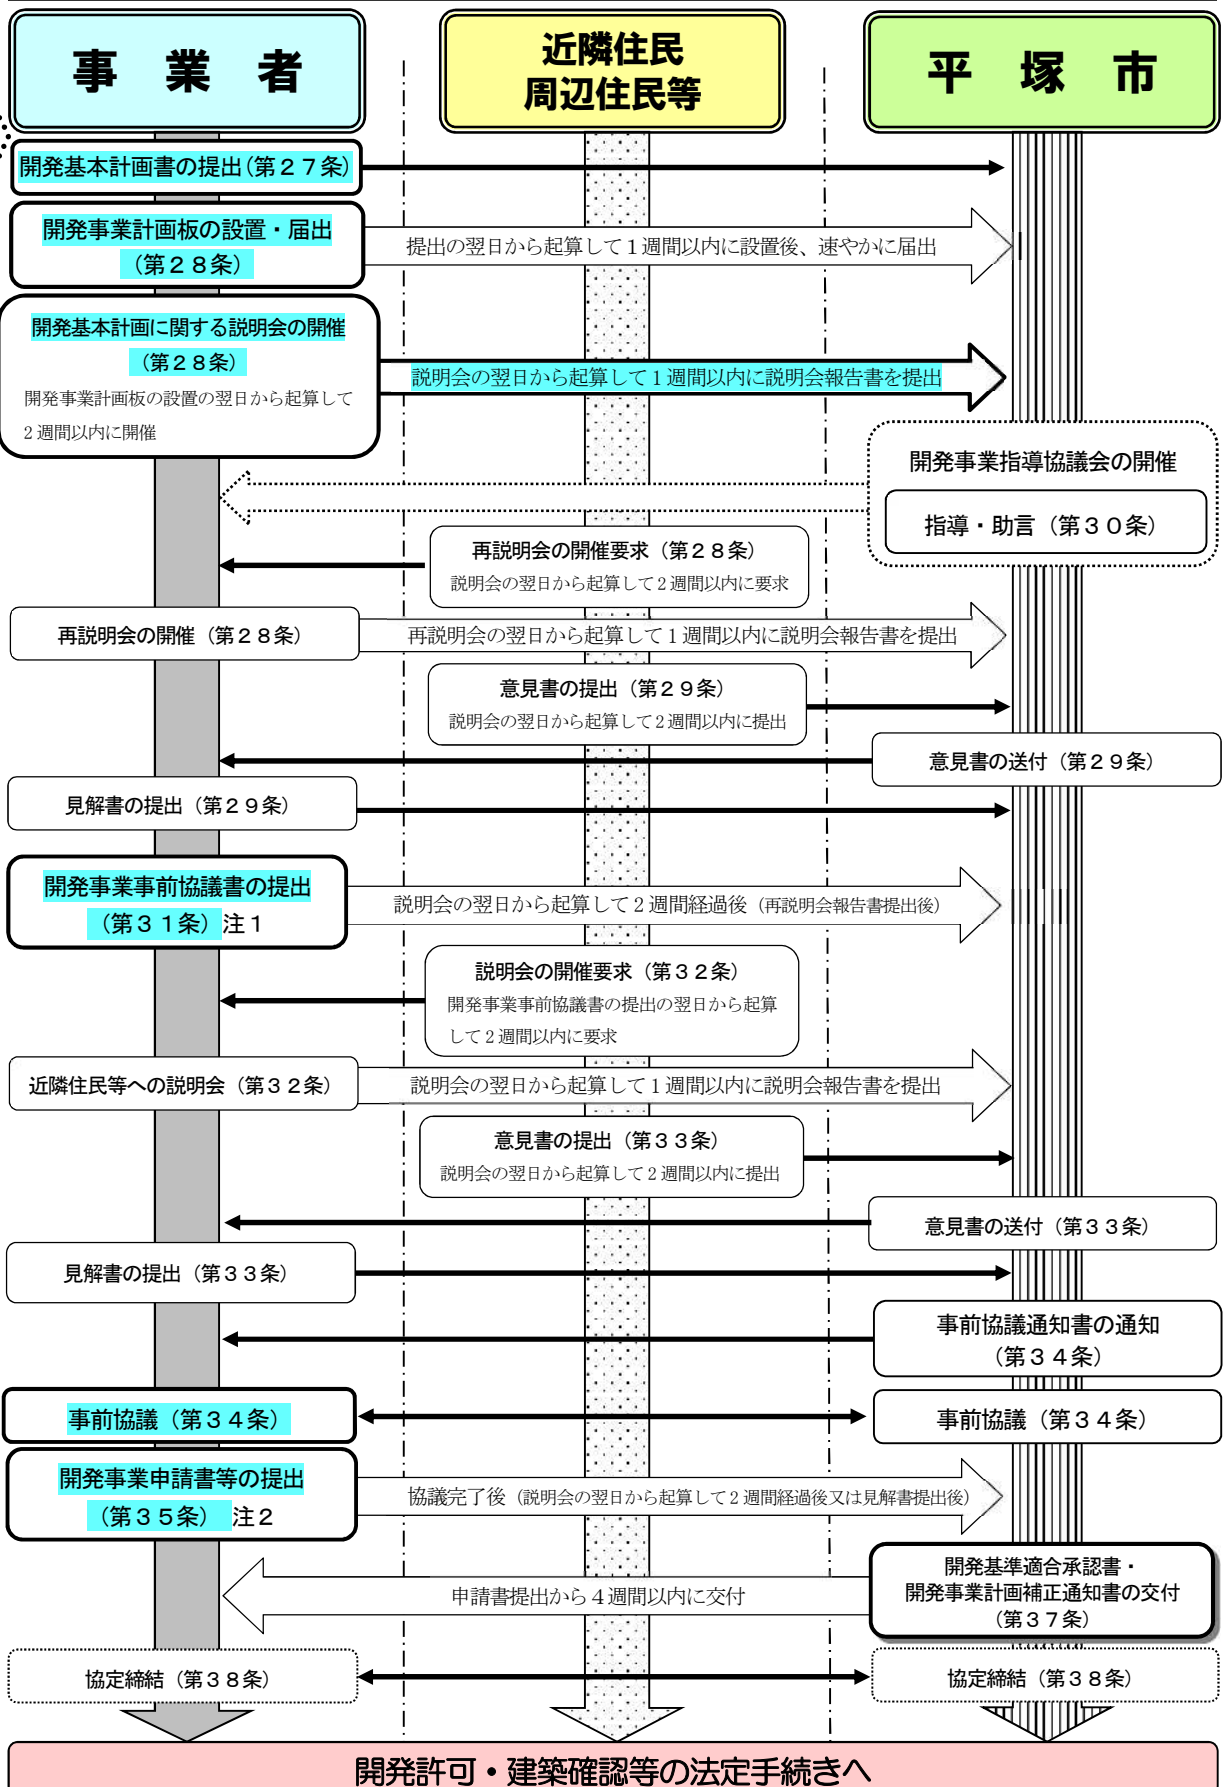 事 業 者
近隣住民
周辺住民等
平 塚 市
開発基本計画書の提出(第２７条)
開発事業計画板の設置・届出
（第２８条）
提出の翌日から起算して１週間以内に設置後、速やかに届出
開発基本計画に関する説明会の開催
（第２８条）
開発事業計画板の設置の翌日から起算して
２週間以内に開催
説明会の翌日から起算して１週間以内に説明会報告書を提出
開発事業指導協議会の開催
指導・助言（第３０条）
再説明会の開催要求（第２８条）
説明会の翌日から起算して２週間以内に要求
再説明会の開催（第２８条）
再説明会の翌日から起算して１週間以内に説明会報告書を提出
意見書の提出（第２９条）
説明会の翌日から起算して２週間以内に提出
意見書の送付（第２９条）
見解書の提出（第２９条）
開発事業事前協議書の提出
（第３１条）注１
説明会の翌日から起算して２週間経過後（再説明会報告書提出後）
説明会の開催要求（第３２条）
開発事業事前協議書の提出の翌日から起算
して２週間以内に要求
近隣住民等への説明会（第３２条）
説明会の翌日から起算して１週間以内に説明会報告書を提出
意見書の提出（第３３条）
説明会の翌日から起算して２週間以内に提出
意見書の送付（第３３条）
見解書の提出（第３３条）
事前協議通知書の通知
（第３４条）
事前協議（第３４条）
事前協議（第３４条）
開発事業申請書等の提出
（第３５条）注２
協議完了後（説明会の翌日から起算して２週間経過後又は見解書提出後）
開発基準適合承認書・
開発事業計画補正通知書の交付
（第３７条）
申請書提出から４週間以内に交付
協定締結（第３８条）
協定締結（第３８条）
開発許可・建築確認等の法定手続きへ